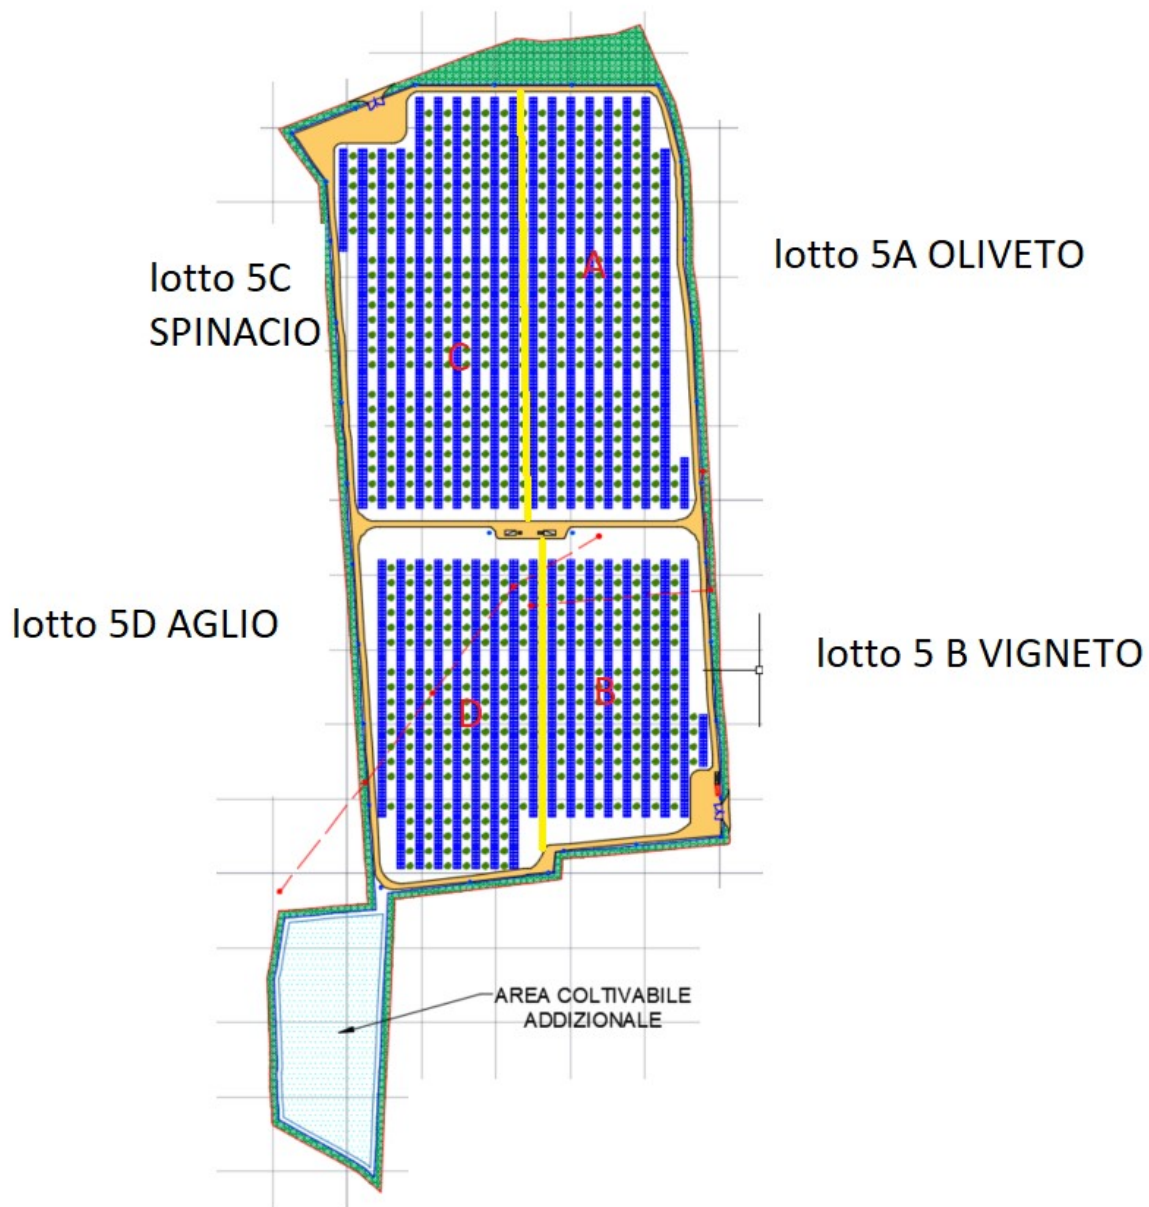 A
lotto 5A OLIVETO
lotto 5C
SPINACIO
C
lotto 5D AGLIO
lotto 5 B VIGNETO
B
D
AREA COLTIVABILE
ADDIZIONALE